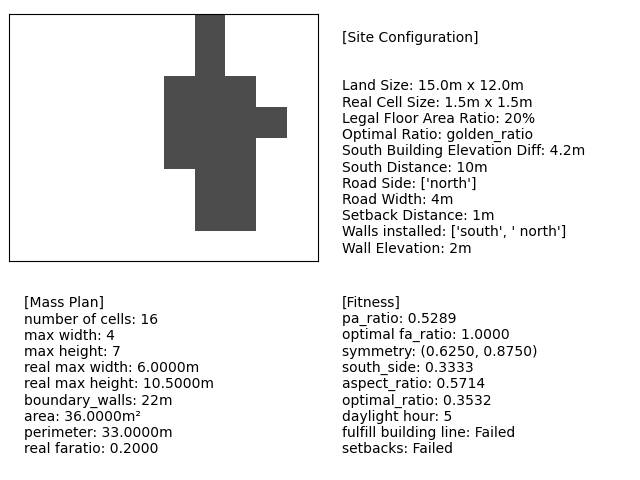 [Site Configuration]
Land Size: 15.0m x 12.0m
Real Cell Size: 1.5m x 1.5m
Legal Floor Area Ratio: 20%
Optimal Ratio: golden_ratio
South Building Elevation Diff: 4.2m
South Distance: 10m
Road Side: ['north']
Road Width: 4m
Setback Distance: 1m
Walls installed: ['south', ' north']
Wall Elevation: 2m
[Mass Plan]
number of cells: 16
max width: 4
max height: 7
real max width: 6.0000m
real max height: 10.5000m
boundary_walls: 22m
area: 36.0000m²
perimeter: 33.0000m
real faratio: 0.2000
[Fitness]
pa_ratio: 0.5289
optimal fa_ratio: 1.0000
symmetry: (0.6250, 0.8750)
south_side: 0.3333
aspect_ratio: 0.5714
optimal_ratio: 0.3532
daylight hour: 5
fulfill building line: Failed
setbacks: Failed